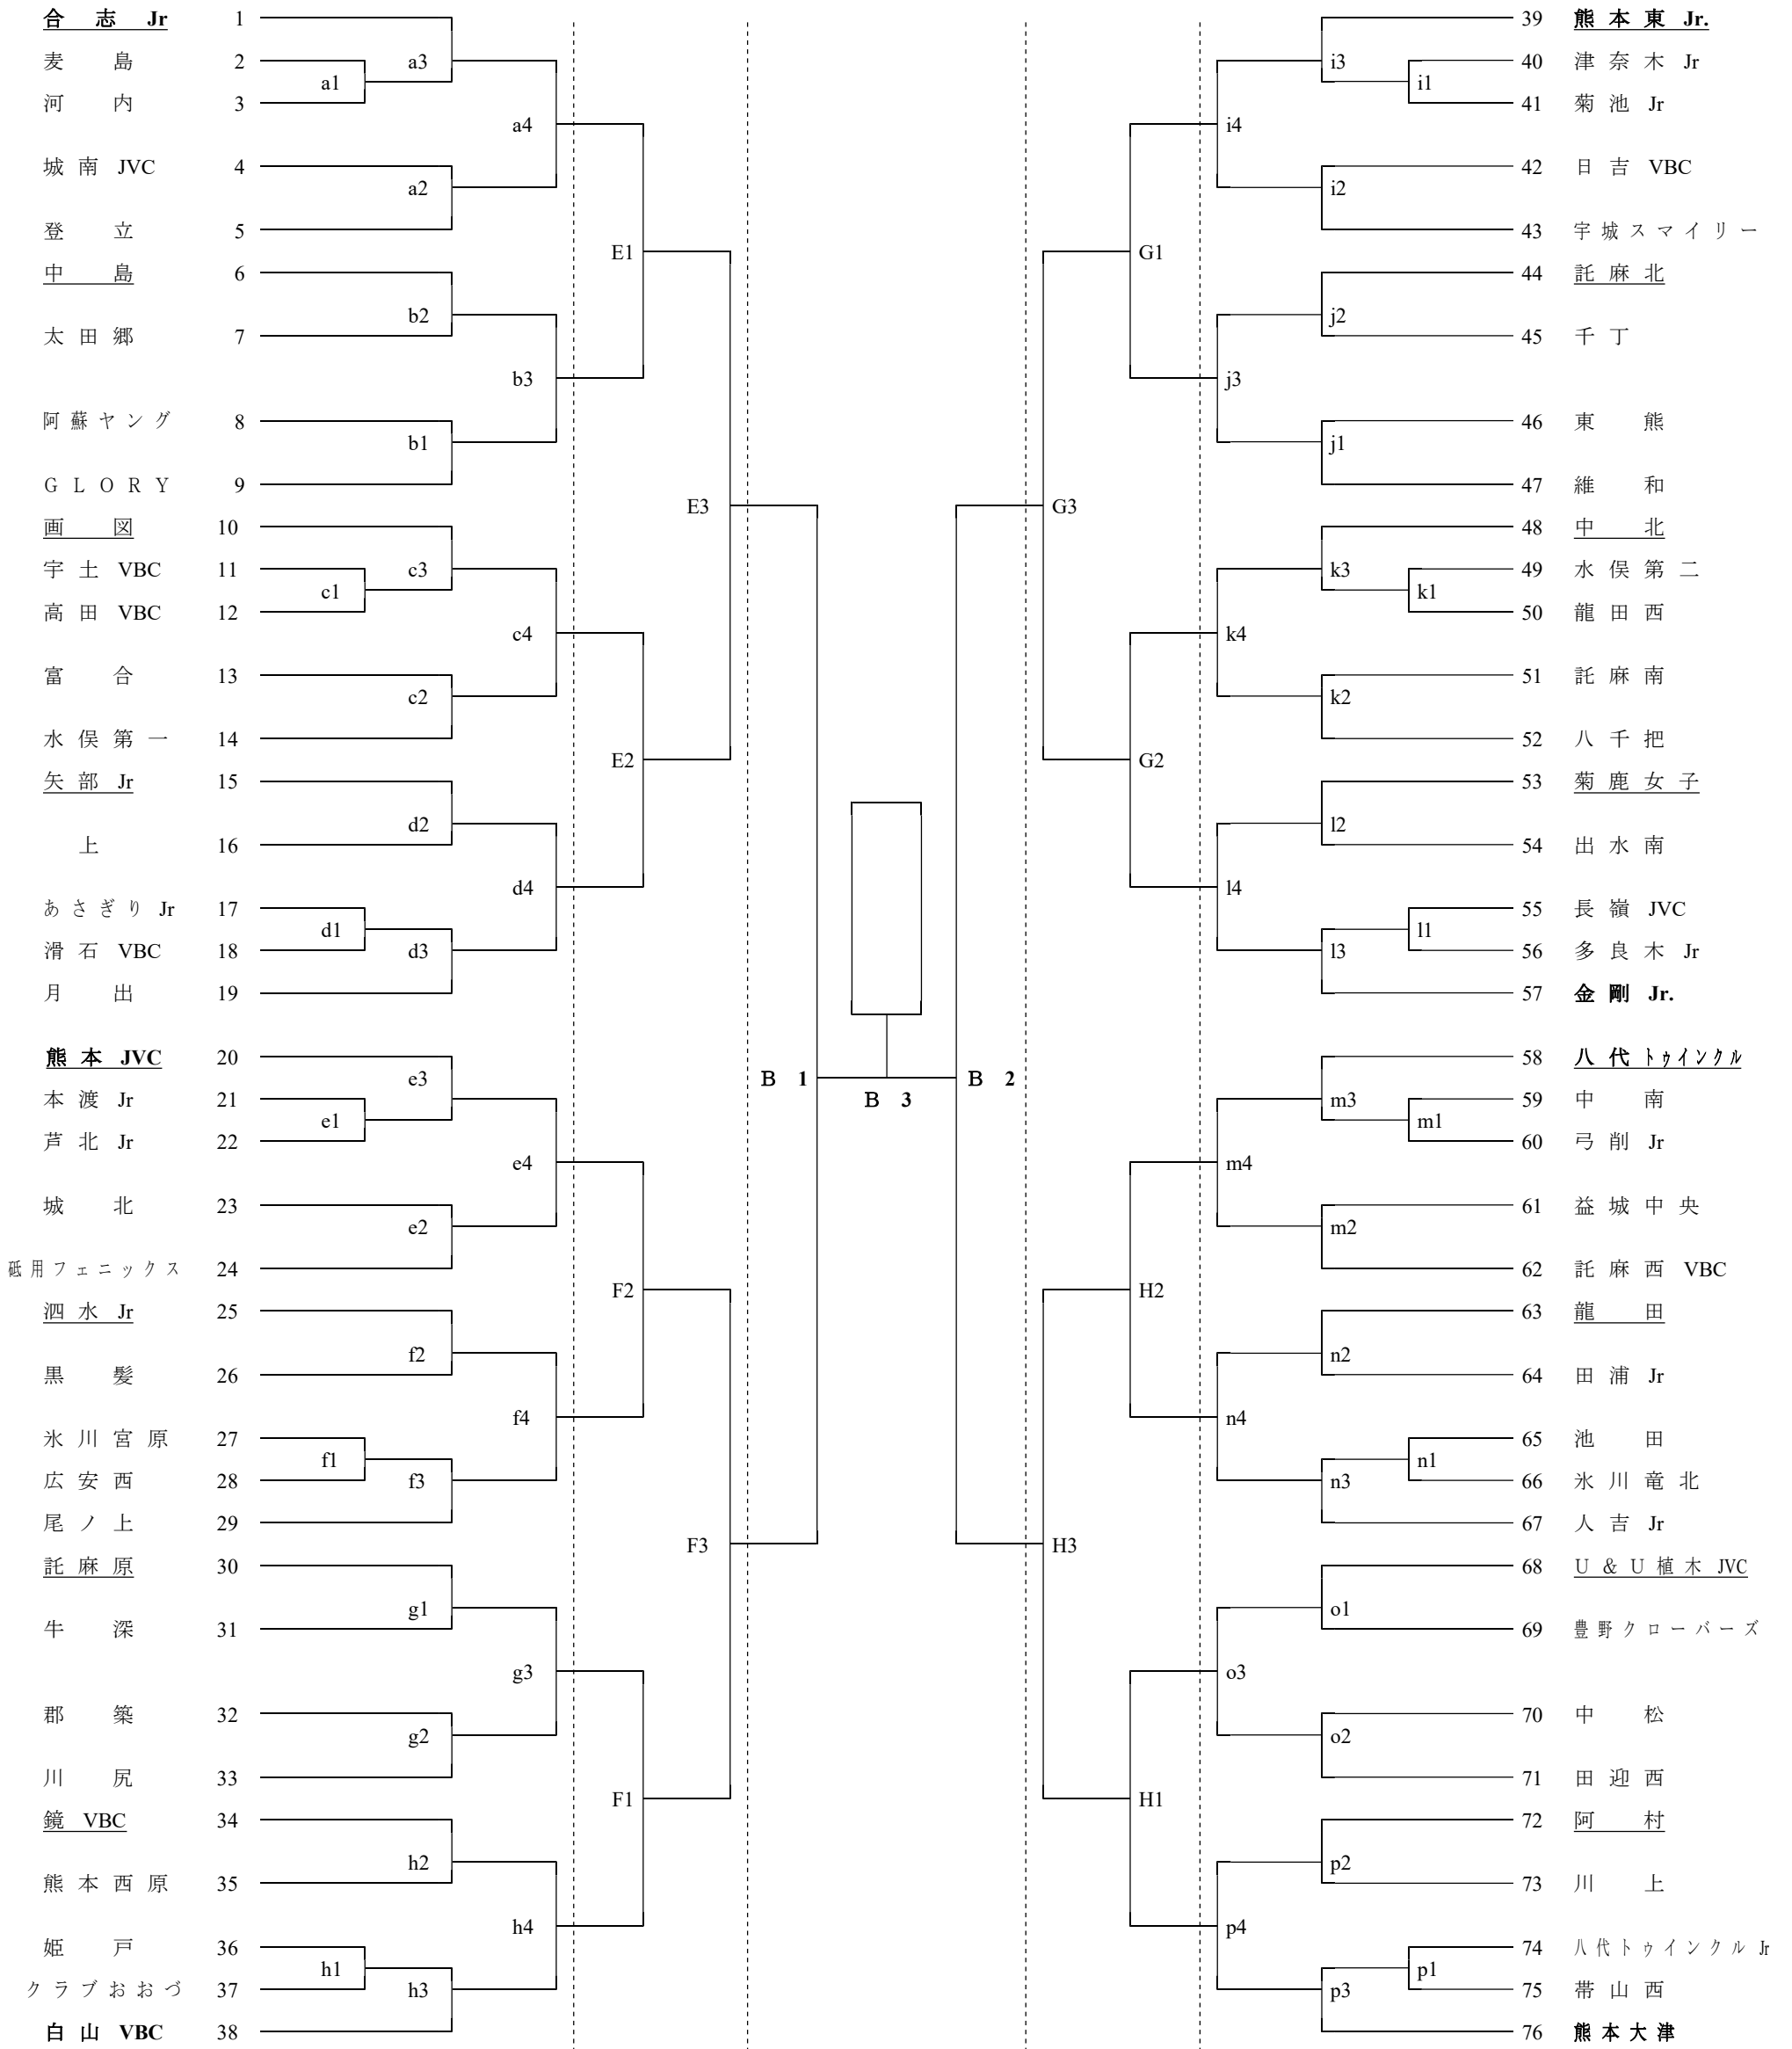 合志 Jr 1
麦島 2
河内 3
城南 JVC 4
登立 5
中島 6
太田郷 7
阿蘇ヤング 8
ＧＬＯＲＹ 9
画図 10
宇土 VBC 11
高田 VBC 12
富合 13
水俣第一 14
矢部 Jr 15
上 16
あさぎり Jr 17
滑石 VBC 18
月出 19
熊本 JVC 20
本渡 Jr 21
芦北 Jr 22
城北 23
砥用フェニックス 24
泗水 Jr 25
黒髪 26
氷川宮原 27
広安西 28
尾ノ上 29
託麻原 30
牛深 31
郡築 32
川尻 33
鏡 VBC 34
熊本西原 35
姫戸 36
クラブおおづ 37
白山 VBC 38
a1
a3
a2
a4
b2
b1
b3
c1
c3
c2
c4
d2
d1
d3
d4
e3
e1
e2
e4
f2
f1
f3
f4
g1
g2
g3
h2
h1
h3
h4
E1
E2
E3
F2
F1
F3
Ｂ 1
Ｂ 3
Ｂ 2
G1
G3
G2
H2
H3
H1
i3
i1
i4
i2
j2
j3
j1
k3
k1
k4
k2
l2
l4
l1
l3
m3
m1
m4
m2
n2
n4
n1
n3
o1
o3
o2
p2
p4
p1
p3
39 熊本東 Jr.
40 津奈木 Jr
41 菊池 Jr
42 日吉 VBC
43 宇城スマイリー
44 託麻北
45 千丁
46 東熊
47 維和
48 中北
49 水俣第二
50 龍田西
51 託麻南
52 八千把
53 菊鹿女子
54 出水南
55 長嶺 JVC
56 多良木 Jr
57 金剛 Jr.
58 八代トゥインクル
59 中南
60 弓削 Jr
61 益城中央
62 託麻西 VBC
63 龍田
64 田浦 Jr
65 池田
66 氷川竜北
67 人吉 Jr
68 Ｕ＆Ｕ植木 JVC
69 豊野クローバーズ
70 中松
71 田迎西
72 阿村
73 川上
74 八代トゥインクル Jr
75 帯山西
76 熊本大津